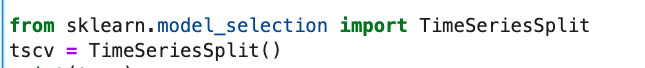 from sklearn.model_selection import TimeSeriesSplit
tscv = TimeSeriesSplit()